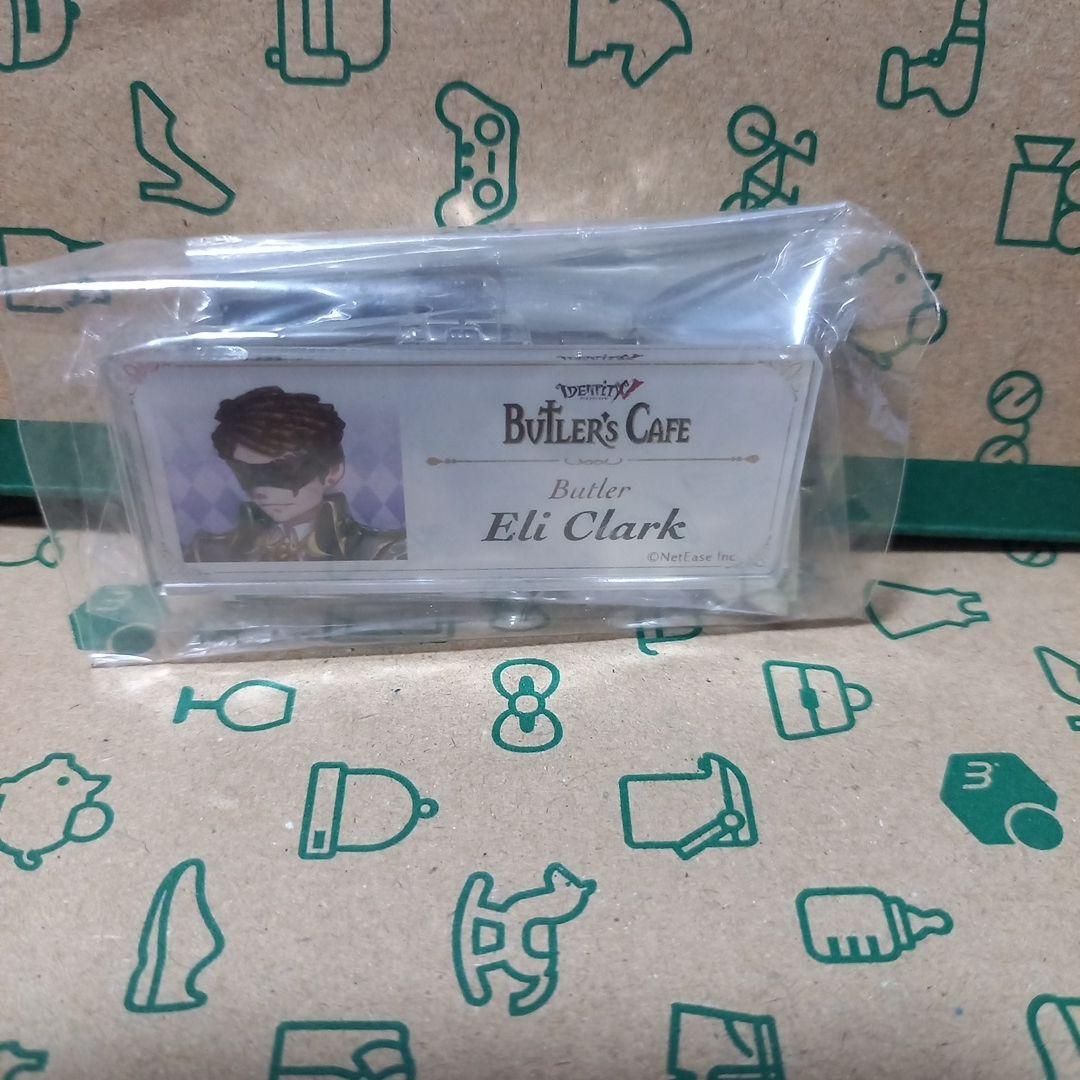 IDENTITY V
BUTLER'S CAFE
Butler
Eli Clark
©NetEase Inc
m